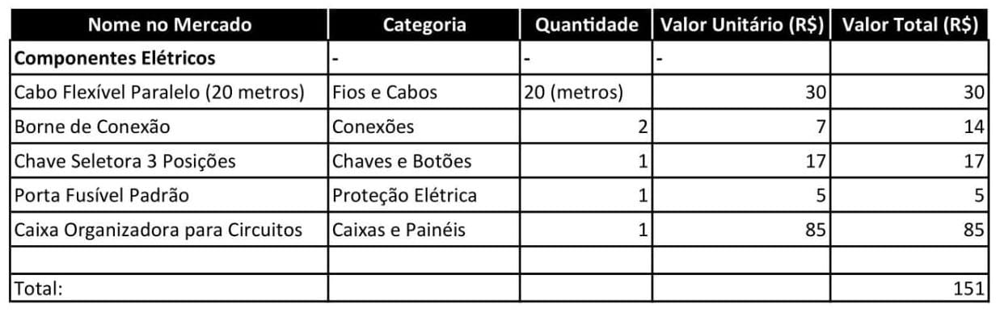 Nome no Mercado Categoria Quantidade Valor Unitário (R$) Valor Total (R$)
Componentes Elétricos - - -
Cabo Flexível Paralelo (20 metros) Fios e Cabos 20 (metros) 30 30
Borne de Conexão Conexões 2 7 14
Chave Seletora 3 Posições Chaves e Botões 1 17 17
Porta Fusível Padrão Proteção Elétrica 1 5 5
Caixa Organizadora para Circuitos Caixas e Painéis 1 85 85
Total: 151